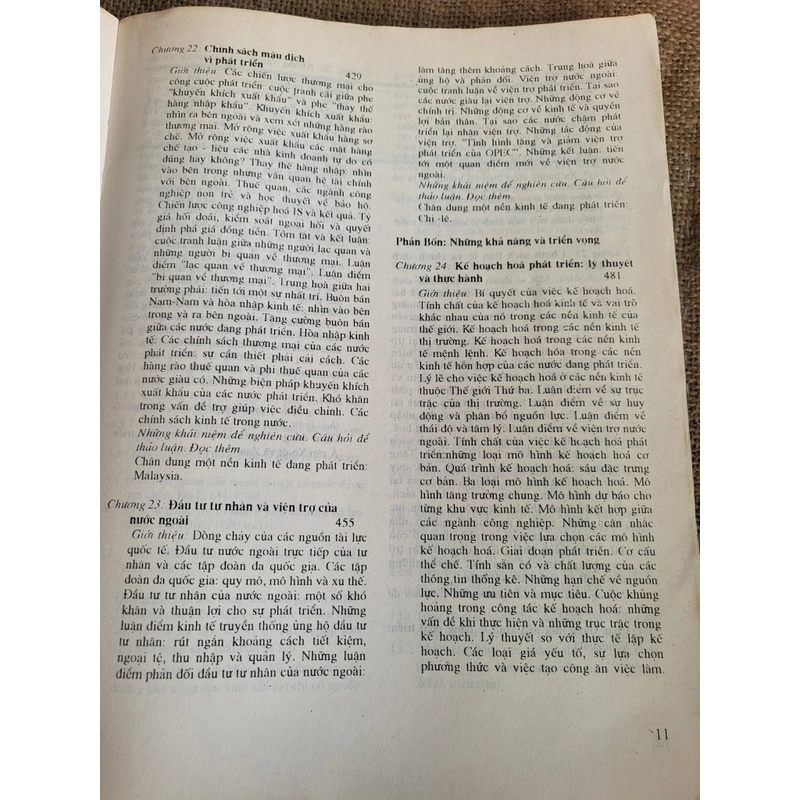 Chương 22: Chính sách mậu dịch
vì phát triển 429
Giới thiệu: Các chiến lược thương mại cho
công cuộc phát triển: cuộc tranh cãi giữa phe
"khuyến khích xuất khẩu" và phe "thay thế
hàng nhập khẩu". Khuyến khích xuất khẩu:
nhìn ra bên ngoài và xem xét những hàng rào
thương mại. Mở rộng việc xuất khẩu hàng sơ
chế. Mở rộng việc xuất khẩu các mặt hàng
chế tạo - liệu các nhà kinh doanh tự do có
đúng hay không? Thay thế hàng nhập: nhìn
vào bên trong nhưng vẫn quan hệ tài chính
với bên ngoài. Thuế quan, các ngành công
nghiệp non trẻ và học thuyết về bảo hộ.
Chiến lược công nghiệp hoá IS và kết quả. Tỷ
giá hối đoái, kiểm soát ngoại hối và quyết
định phá giá đồng tiền. Tóm tắt và kết luận:
cuộc tranh luận giữa những người lạc quan và
những người bi quan về thương mại. Luận
điểm "lạc quan về thương mại". Luận điểm
"bi quan về thương mại". Trung hoà giữa hai
trường phái: tiến tới một sự nhất trí. Buôn bán
Nam-Nam và hòa nhập kinh tế: nhìn vào bên
trong và ra bên ngoài. Tăng cường buôn bán
giữa các nước đang phát triển. Hòa nhập kinh
tế. Các chính sách thương mại của các nước
phát triển: sự cần thiết phải cải cách. Các
hàng rào thuế quan và phi thuế quan của các
nước giàu có. Những biện pháp khuyến khích
xuất khẩu của các nước phát triển. Khó khăn
trong vấn đề trợ giúp việc điều chỉnh. Các
chính sách kinh tế trong nước.
Những khái niệm để nghiên cứu. Câu hỏi để
thảo luận. Đọc thêm.
Chân dung một nền kinh tế đang phát triển:
Malaysia.
Chương 23: Đầu tư tư nhân và viện trợ của
nước ngoài 455
Giới thiệu: Dòng chảy của các nguồn tài lực
quốc tế. Đầu tư nước ngoài trực tiếp của tư
nhân và các tập đoàn đa quốc gia. Các tập
đoàn đa quốc gia: quy mô, mô hình và xu thế.
Đầu tư tư nhân của nước ngoài: một số khó
khăn và thuận lợi cho sự phát triển. Những
luận điểm kinh tế truyền thống ủng hộ đầu tư
tư nhân: rút ngắn khoảng cách tiết kiệm,
ngoại tệ, thu nhập và quản lý. Những luận
điểm phản đối đầu tư tư nhân của nước ngoài:
làm tăng thêm khoảng cách. Trung hoà giữa
ủng hộ và phản đối. Viện trợ nước ngoài:
cuộc tranh luận về viện trợ phát triển. Tại sao
các nước giàu lại viện trợ. Những động cơ về
chính trị. Những động cơ về kinh tế và quyền
lợi bản thân. Tại sao các nước chậm phát
triển lại nhận viện trợ. Những tác động của
viện trợ. "Tình hình tăng và giảm viện trợ
phát triển của OPEC". Những kết luận: tiến
tới một quan điểm mới về viện trợ nước
ngoài.
Những khái niệm để nghiên cứu. Câu hỏi để
thảo luận. Đọc thêm.
Chân dung một nền kinh tế đang phát triển:
Chi -lê.
Phần Bốn: Những khả năng và triển vọng
Chương 24: Kế hoạch hoá phát triển: lý thuyết
và thực hành 481
Giới thiệu: Bí quyết của việc kế hoạch hoá.
Tính chất của kế hoạch hoá kinh tế và vai trò
khác nhau của nó trong các nền kinh tế của
thế giới. Kế hoạch hoá trong các nền kinh tế
thị trường. Kế hoạch hoá trong các nền kinh
tế mệnh lệnh. Kế hoạch hóa trong các nền
kinh tế hỗn hợp của các nước đang phát triển.
Lý lẽ cho việc kế hoạch hoá ở các nền kinh tế
thuộc Thế giới Thứ ba. Luận điểm về sự trục
trặc của thị trường. Luận điểm về sự huy
động và phân bổ nguồn lực. Luận điểm về
thái độ và tâm lý. Luận điểm về viện trợ nước
ngoài. Tính chất của việc kế hoạch hoá phát
triển:những loại mô hình kế hoạch hoá cơ
bản. Quá trình kế hoạch hoá: sáu đặc trưng
cơ bản. Ba loại mô hình kế hoạch hoá. Mô
hình tăng trưởng chung. Mô hình dự báo cho
từng khu vực kinh tế. Mô hình kết hợp giữa
các ngành công nghiệp. Những cân nhắc
quan trọng trong việc lựa chọn các mô hình
kế hoạch hoá. Giai đoạn phát triển. Cơ cấu
thể chế. Tính sẵn có và chất lượng của các
thông tin thống kê. Những hạn chế về nguồn
lực. Những ưu tiên và mục tiêu. Cuộc khủng
hoảng trong công tác kế hoạch hoá: những
vấn đề khi thực hiện và những trục trặc trong
kế hoạch. Lý thuyết so với thực tế lập kế
hoạch. Các loại giá yếu tố, sự lựa chọn
phương thức và việc tạo công ăn việc làm.
11